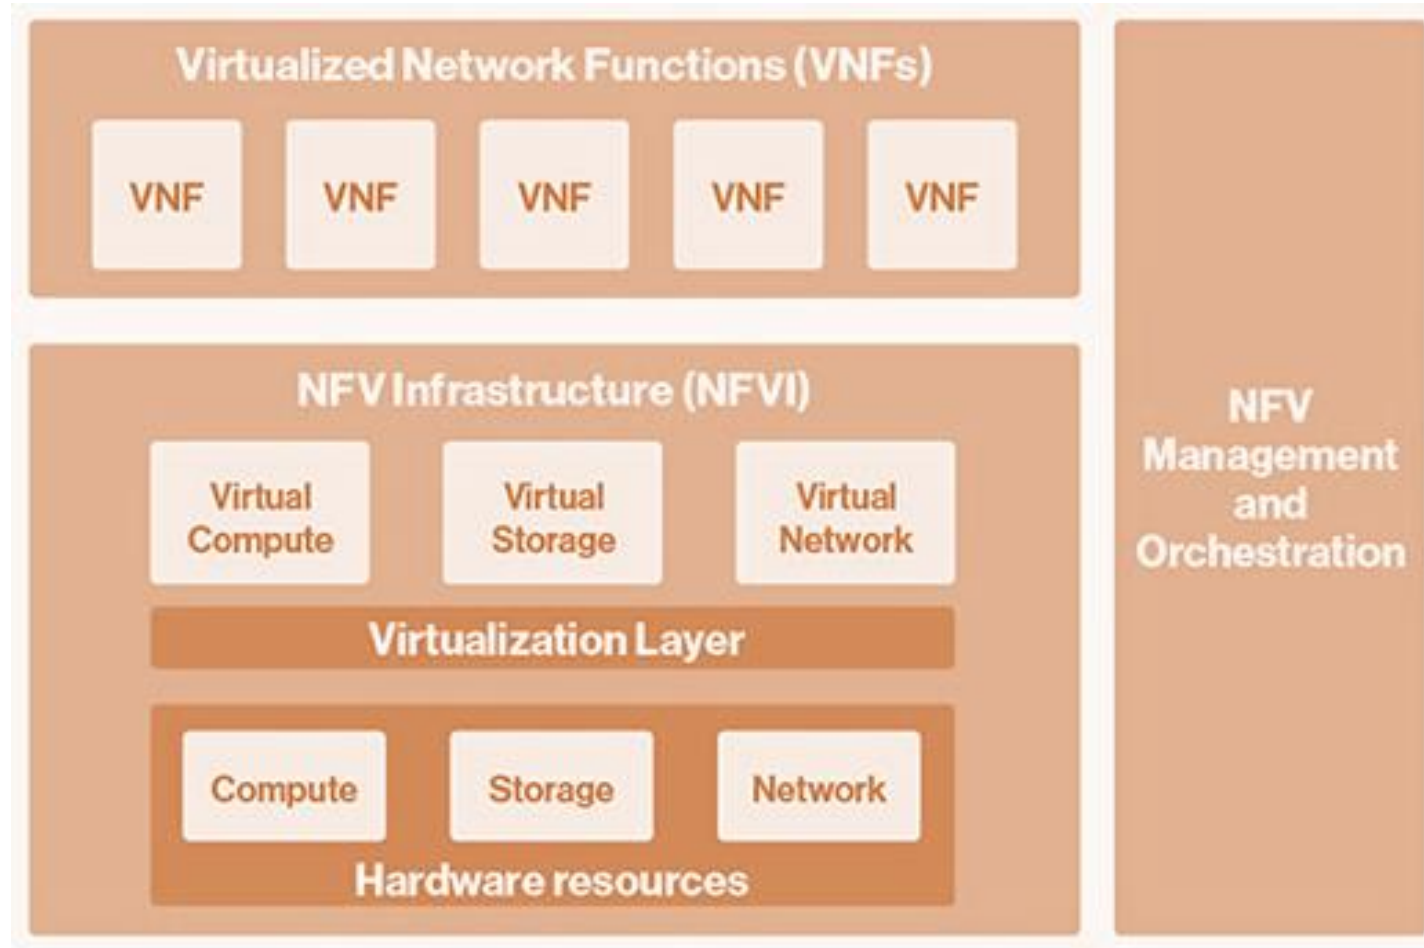 Virtualized Network Functions (VNFs)
VNF VNF VNF VNF VNF
NFV Infrastructure (NFVI)
Virtual
Compute
Virtual
Storage
Virtual
Network
Virtualization Layer
Compute Storage Network
Hardware resources
NFV
Management
and
Orchestration